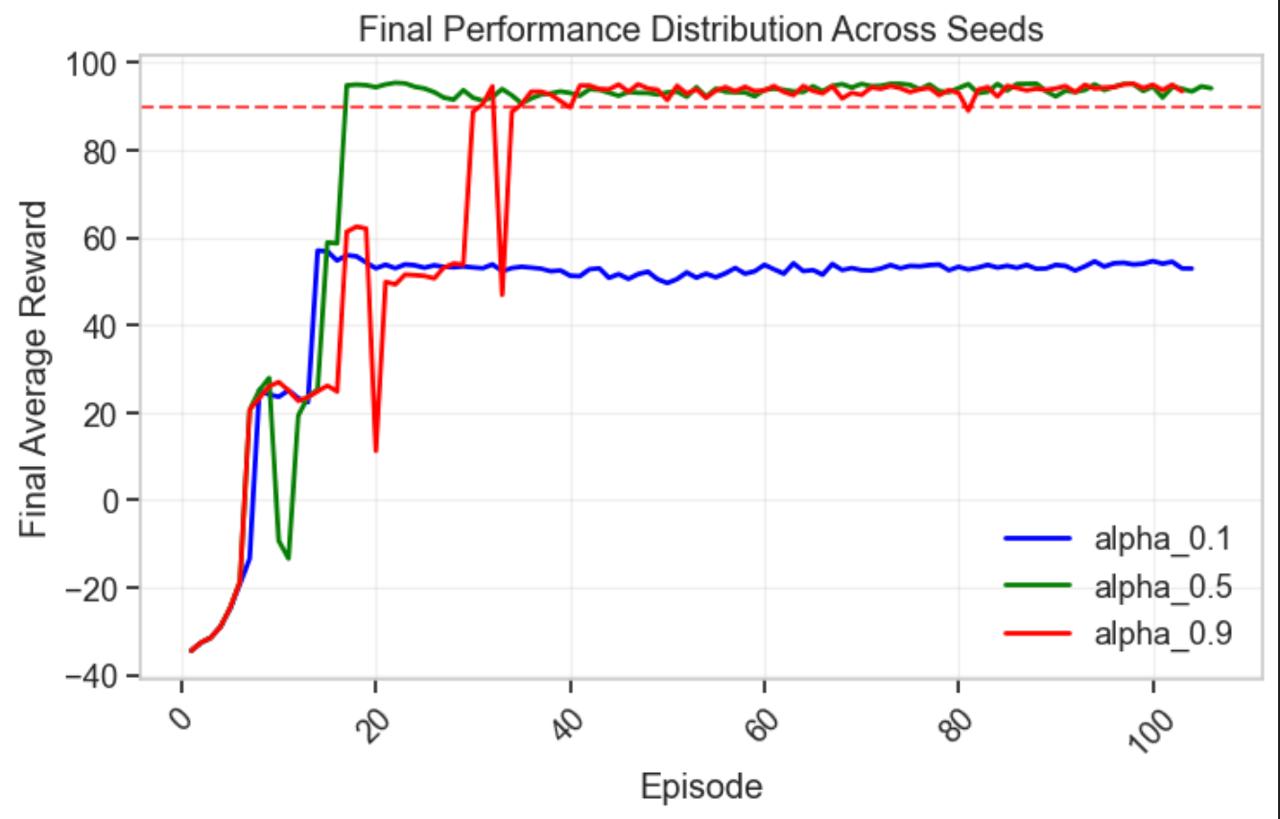 Final Performance Distribution Across Seeds
100
80
60
40
20
0
−20
−40
Final Average Reward
alpha_0.1
alpha_0.5
alpha_0.9
0
20
40
60
80
100
Episode